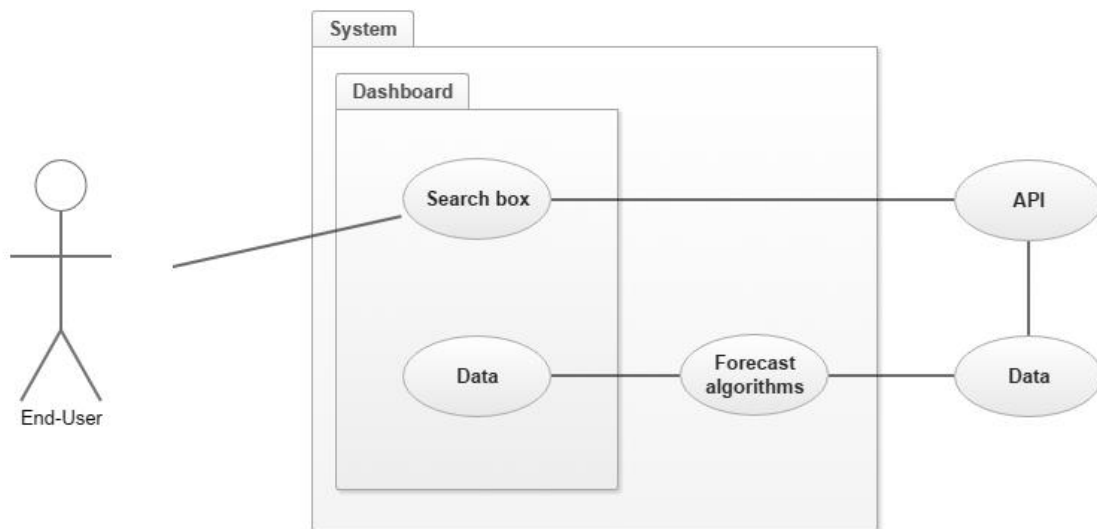 System
Dashboard
Search box
API
Data
Forecast
algorithms
Data
End-User